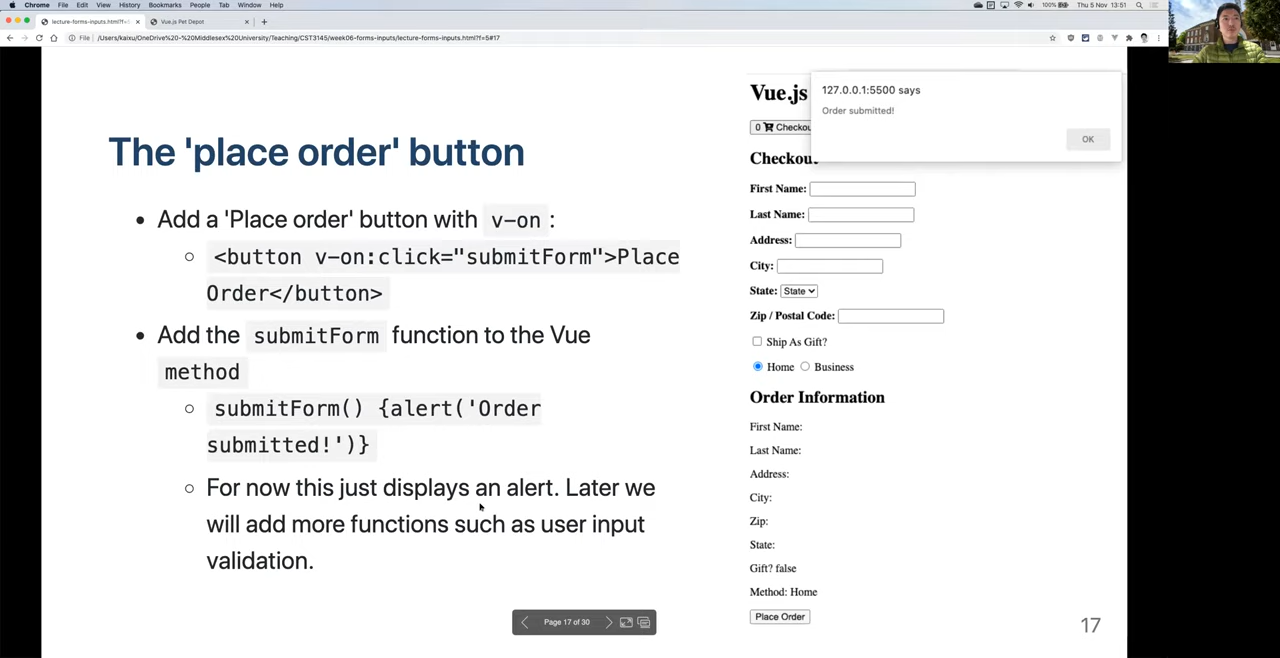 Chrome File Edit View History Bookmarks People Tab Window Help
100% Thu 5 Nov 13:51
lecture-forms-inputs.html?f=5
Vue.js Pet Depot
File /Users/kaixu/OneDrive%20-%20Middlesex%20University/Teaching/CST3145/week06-forms-inputs/lecture-forms-inputs.html?f=5#17
The 'place order' button
Add a 'Place order' button with v-on :
<button v-on:click="submitForm">Place
Order</button>
Add the submitForm function to the Vue
method
submitForm() {alert('Order
submitted!')}
For now this just displays an alert. Later we
will add more functions such as user input
validation.
Vue.js
127.0.0.1:5500 says
Order submitted!
OK
0 Checkou
Checkout
First Name:
Last Name:
Address:
City:
State: State
Zip / Postal Code:
Ship As Gift?
Home Business
Order Information
First Name:
Last Name:
Address:
City:
Zip:
State:
Gift? false
Method: Home
Place Order
Page 17 of 30
17